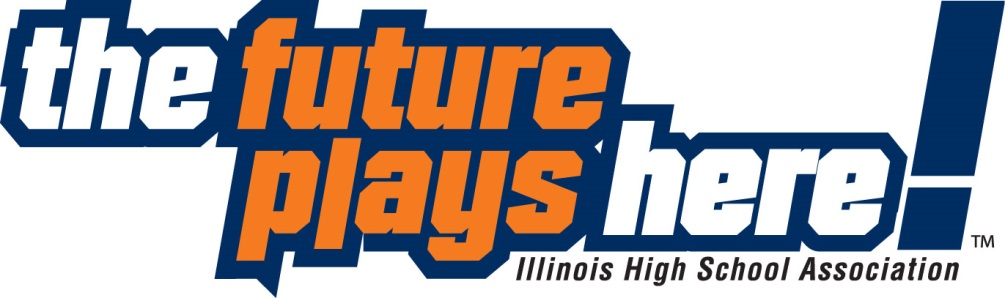 the future
plays here!
TM
Illinois High School Association